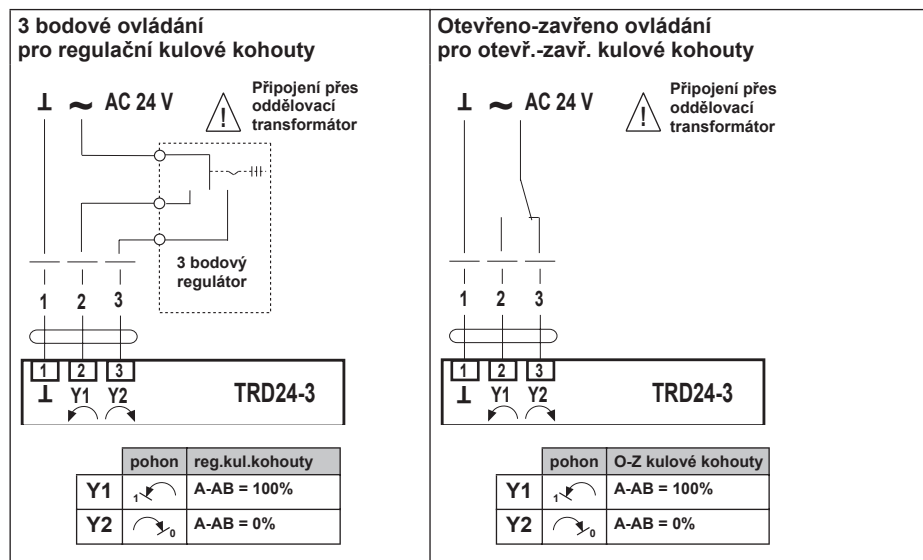 3 bodové ovládání
pro regulační kulové kohouty
⊥ ~ AC 24 V
!
Připojení přes
oddělovací
transformátor
3 bodový
regulátor
1 2 3
1 2 3
⊥ Y1 Y2
TRD24-3
pohon reg.kul.kohouty
Y1 1 A-AB = 100%
Y2 0 A-AB = 0%
Otevřeno-zavřeno ovládání
pro otevř.-zavř. kulové kohouty
⊥ ~ AC 24 V
!
Připojení přes
oddělovací
transformátor
1 2 3
1 2 3
⊥ Y1 Y2
TRD24-3
pohon O-Z kulové kohouty
Y1 1 A-AB = 100%
Y2 0 A-AB = 0%